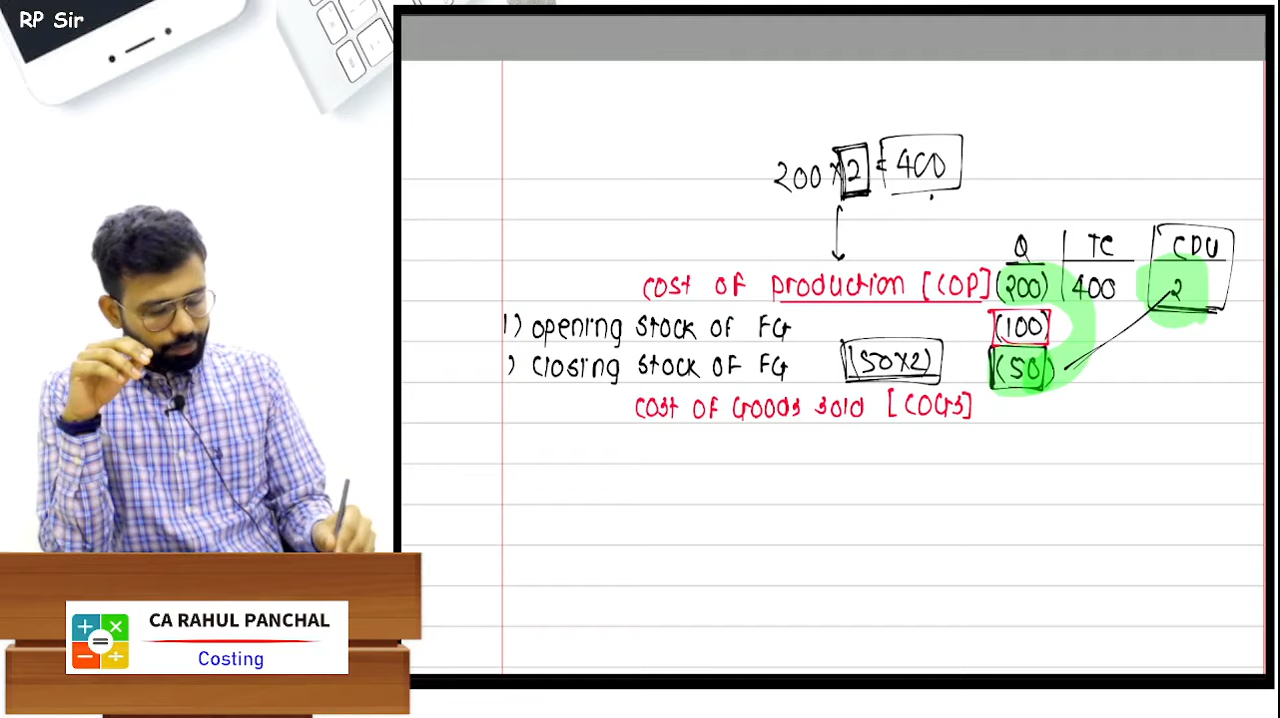 RP Sir
200 × 2 = 400
Q TC CPU
Cost of production [COP] (200) 400 2
1) opening stock of FG (100)
) closing stock of FG (50×2) (50)
cost of Goods sold [COGS]
CA RAHUL PANCHAL
Costing